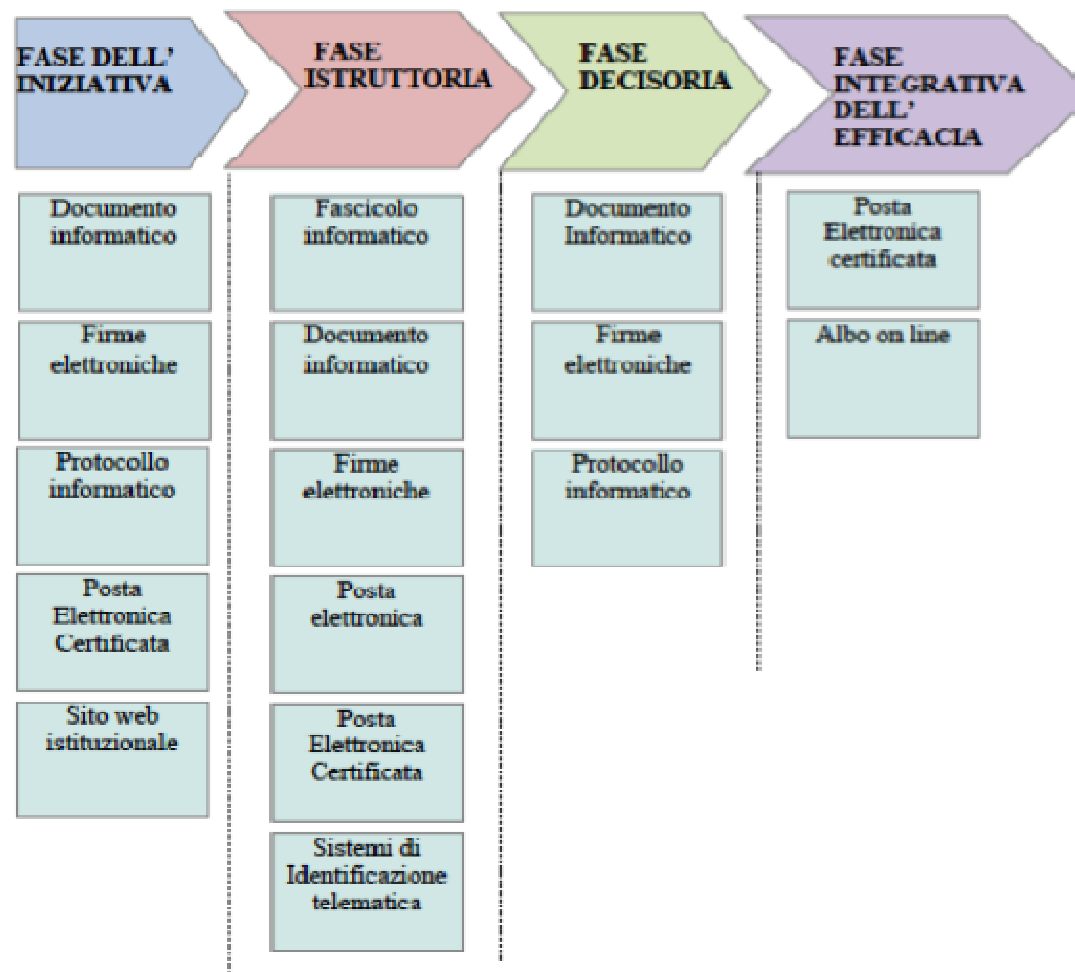 FASE DELL'
INIZIATIVA
FASE
ISTRUTTORIA
FASE
DECISORIA
FASE
INTEGRATIVA
DELL'
EFFICACIA
Documento
informatico
Firme
elettroniche
Protocollo
informatico
Posta
Elettronica
Certificata
Sito web
istituzionale
Fascicolo
informatico
Documento
informatico
Firme
elettroniche
Posta
elettronica
Posta
Elettronica
Certificata
Sistemi di
Identificazione
telematica
Documento
Informatico
Firme
elettroniche
Protocollo
informatico
Posta
Elettronica
certificata
Albo on line